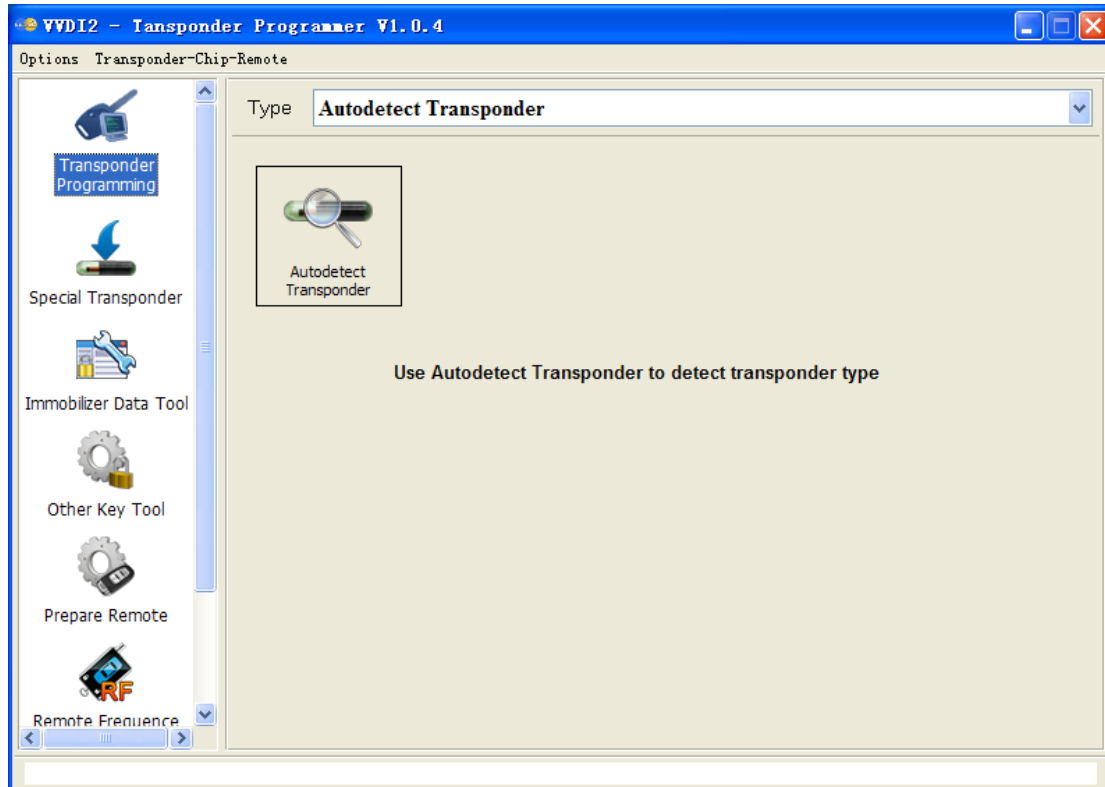 VVDI2 - Tansponder Programmer V1.0.4
Options Transponder-Chip-Remote
Type Autodetect Transponder
Transponder
Programming
Autodetect
Transponder
Special Transponder
Use Autodetect Transponder to detect transponder type
Immobilizer Data Tool
Other Key Tool
Prepare Remote
RF
Remote Frequence